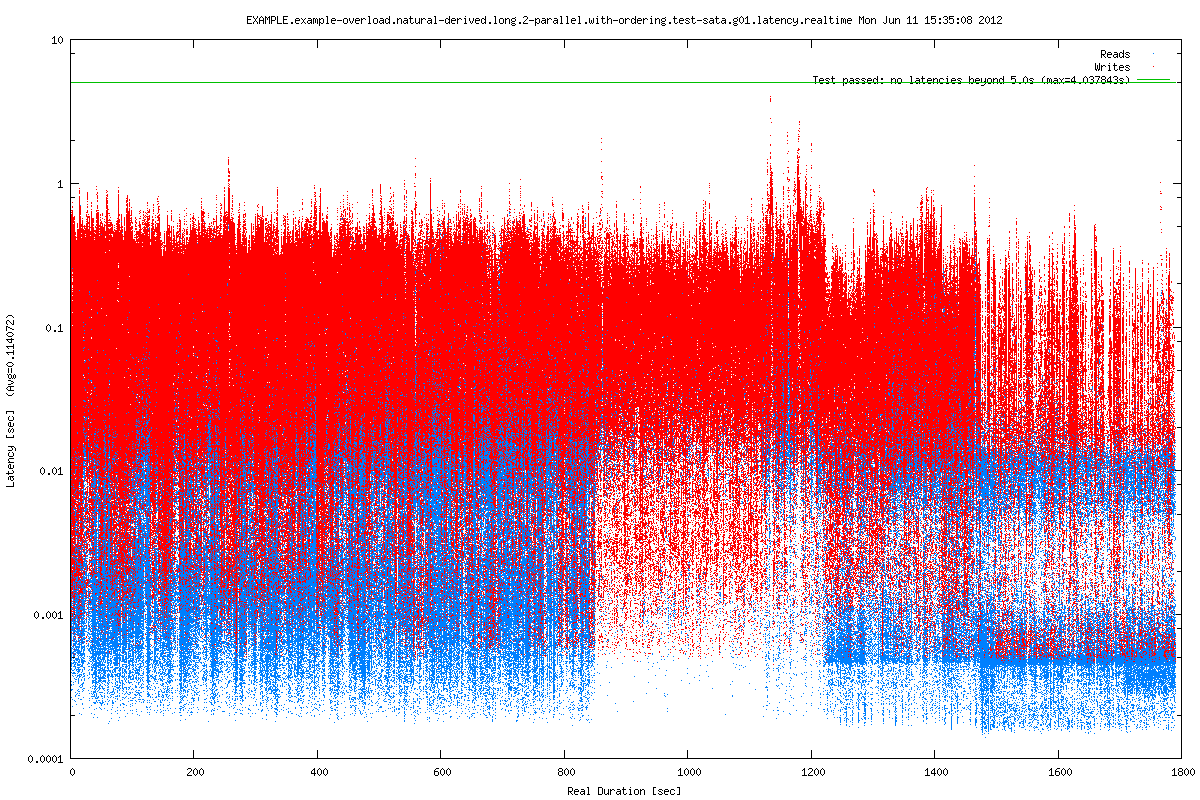 EXAMPLE.example-overload.natural-derived.long.2-parallel.with-ordering.test-sata.g01.latency.realtime Mon Jun 11 15:35:08 2012
10
Reads
Writes
Test passed: no latencies beyond 5.0s (max=4.037843s)
1
0.1
Latency [sec] (Avg=0.114072)
0.01
0.001
0.0001
0 200 400 600 800 1000 1200 1400 1600 1800
Real Duration [sec]